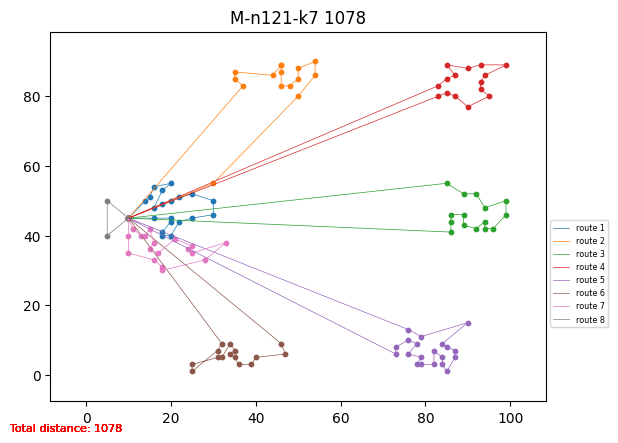 M-n121-k7 1078
80
60
40
20
0
0 20 40 60 80 100
route 1
route 2
route 3
route 4
route 5
route 6
route 7
route 8
Total distance: 1078